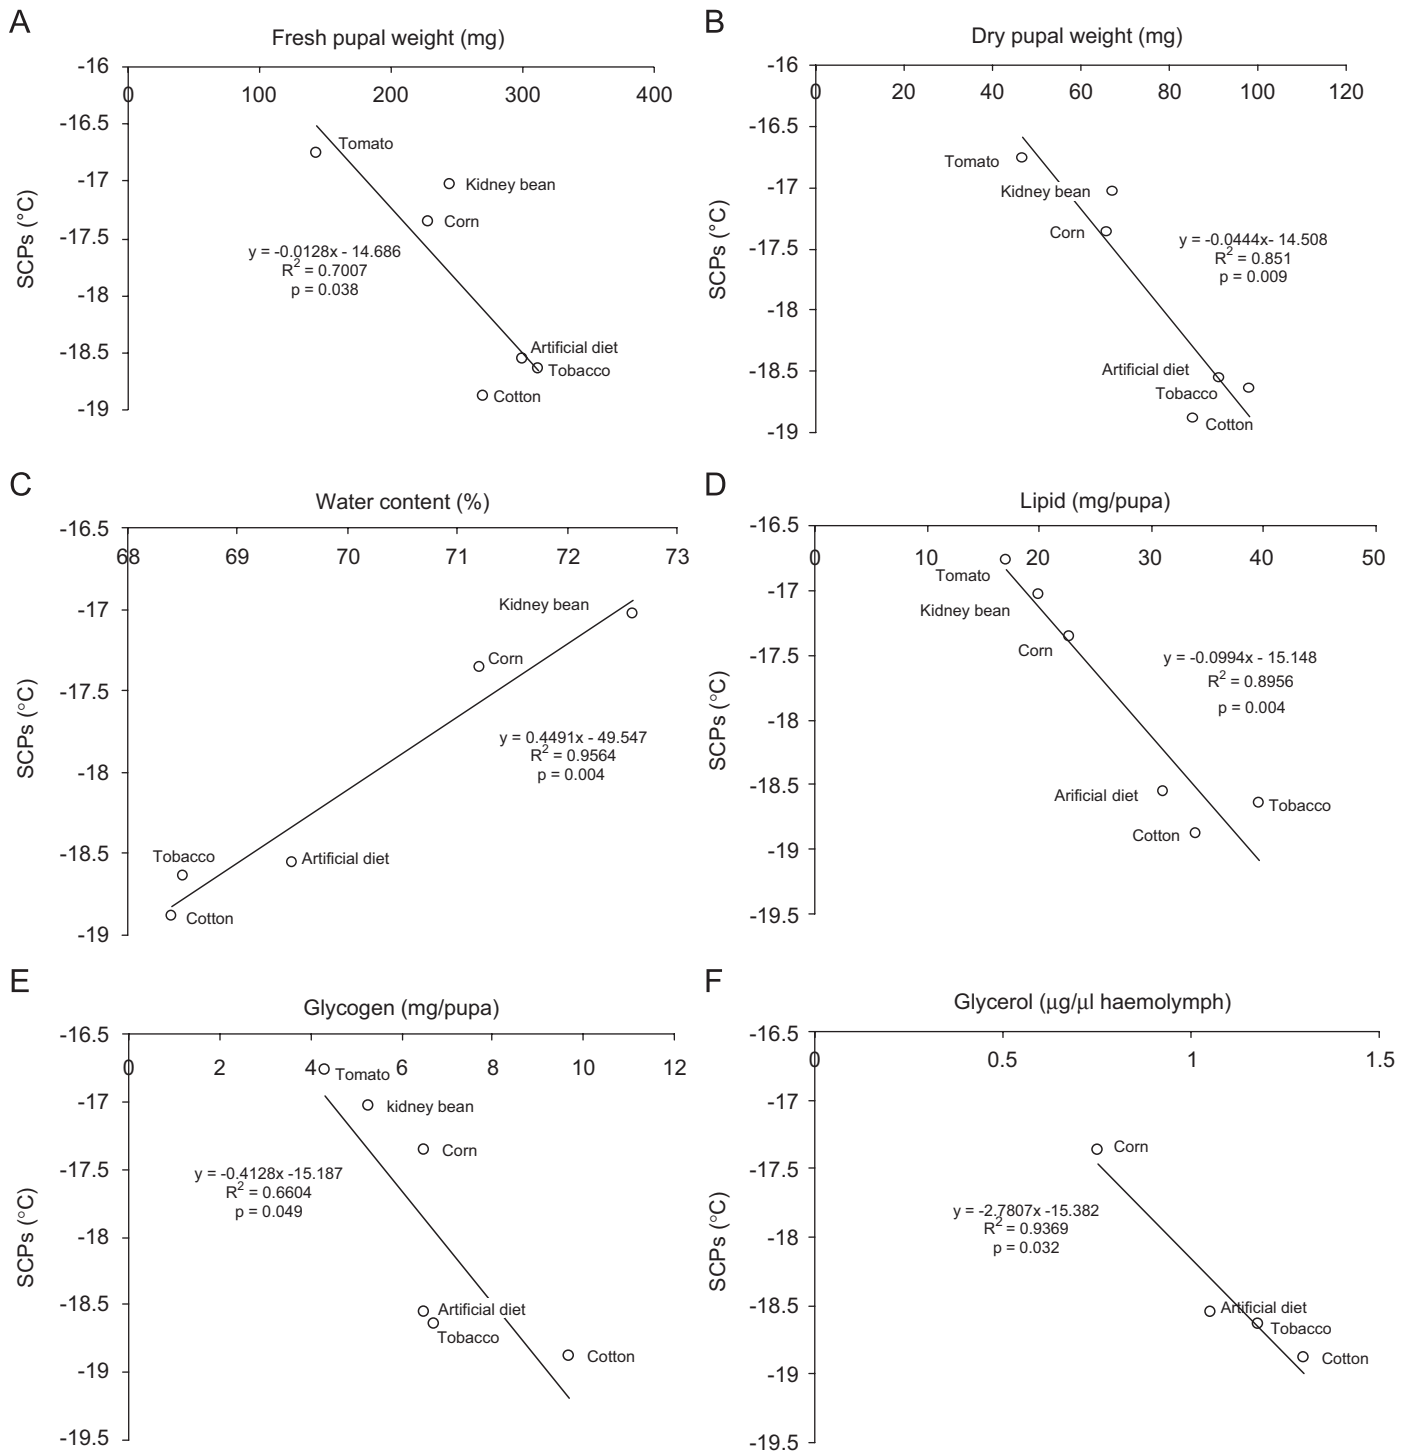 A
Fresh pupal weight (mg)
-16
0
100
200
300
400
-16.5
-17
-17.5
-18
-18.5
-19
SCPs (°C)
Tomato
Kidney bean
Corn
y = -0.0128x - 14.686
R2 = 0.7007
p = 0.038
Artificial diet
Tobacco
Cotton
B
Dry pupal weight (mg)
-16
0
20
40
60
80
100
120
-16.5
-17
-17.5
-18
-18.5
-19
SCPs (°C)
Tomato
Kidney bean
Corn
y = -0.0444x- 14.508
R2 = 0.851
p = 0.009
Artificial diet
Tobacco
Cotton
C
Water content (%)
-16.5
68
69
70
71
72
73
-17
-17.5
-18
-18.5
-19
SCPs (°C)
Kidney bean
Corn
y = 0.4491x - 49.547
R2 = 0.9564
p = 0.004
Tobacco
Artificial diet
Cotton
D
Lipid (mg/pupa)
-16.5
0
10
20
30
40
50
-17
-17.5
-18
-18.5
-19
-19.5
SCPs (°C)
Tomato
Kidney bean
Corn
y = -0.0994x - 15.148
R2 = 0.8956
p = 0.004
Arificial diet
Tobacco
Cotton
E
Glycogen (mg/pupa)
-16.5
0
2
4
6
8
10
12
-17
-17.5
-18
-18.5
-19
-19.5
SCPs (°C)
Tomato
kidney bean
Corn
y = -0.4128x -15.187
R2 = 0.6604
p = 0.049
Artificial diet
Tobacco
Cotton
F
Glycerol (µg/µl haemolymph)
-16.5
0
0.5
1
1.5
-17
-17.5
-18
-18.5
-19
-19.5
SCPs (°C)
Corn
y = -2.7807x -15.382
R2 = 0.9369
p = 0.032
Artificial diet
Tobacco
Cotton